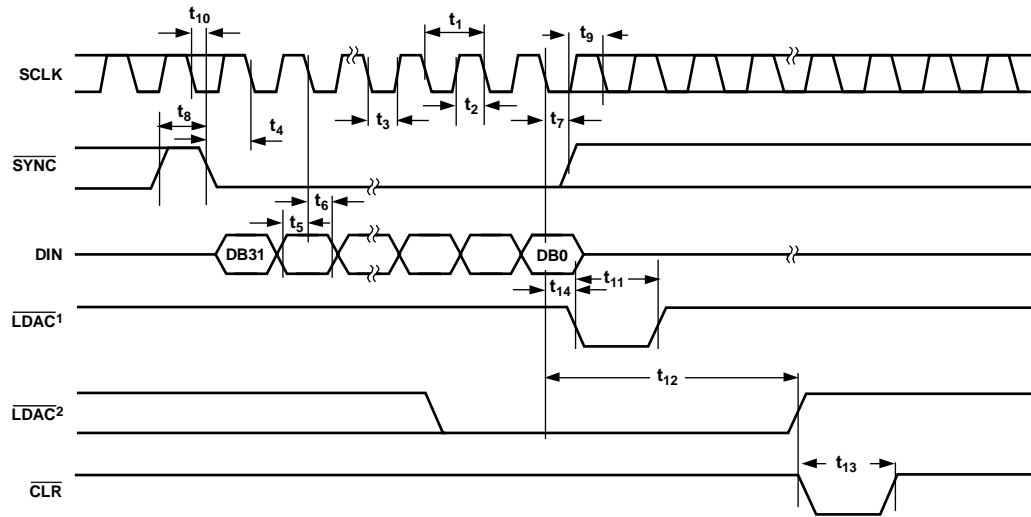 t10
t1
t9
SCLK
t8
t4
t3
t2
t7
SYNC
t5
t6
DIN
DB31
DB0
t14
t11
LDAC1
t12
LDAC2
t13
CLR